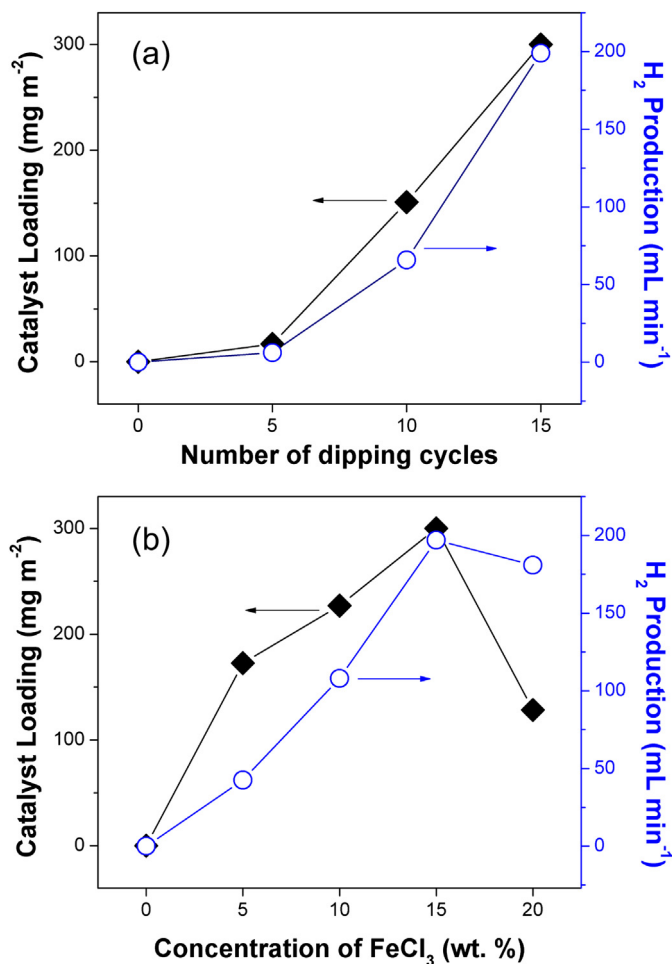 (a)
Catalyst Loading (mg m⁻²)
300
200
100
0
H₂ Production (mL min⁻¹)
200
150
100
50
0
0 5 10 15
Number of dipping cycles
(b)
Catalyst Loading (mg m⁻²)
300
200
100
0
H₂ Production (mL min⁻¹)
200
150
100
50
0
0 5 10 15 20
Concentration of FeCl₃ (wt. %)